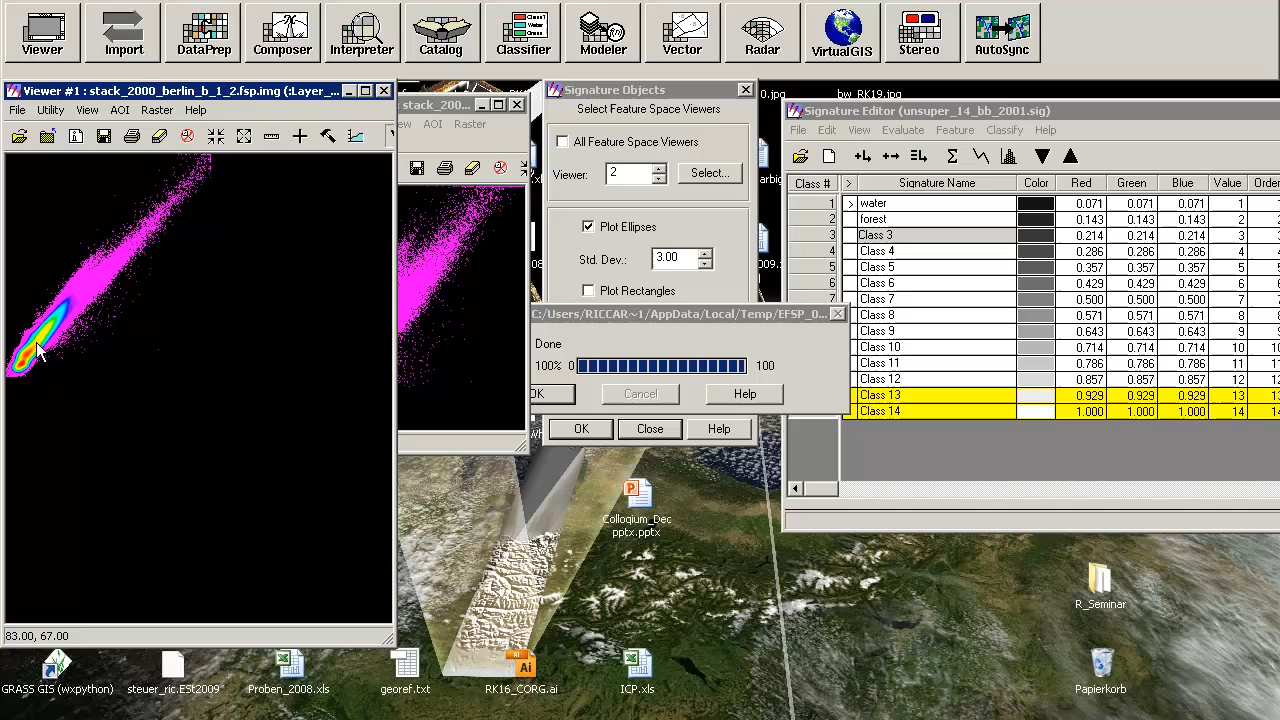 Viewer Import DataPrep Composer Interpreter Catalog Classifier Modeler Vector Radar VirtualGIS Stereo AutoSync
Viewer #1 : stack_2000_berlin_b_1_2.fsp.img (:Layer_...
File Utility View AOI Raster Help
83.00, 67.00
: stack_200...
ew AOI Raster
Signature Objects
Select Feature Space Viewers
All Feature Space Viewers
Viewer: 2 Select...
Plot Ellipses
Std. Dev.: 3.00
Plot Rectangles
C:/Users/RICCAR~1/AppData/Local/Temp/EFSP_0...
Done
100% 0 100
OK Cancel Help
OK Close Help
0.jpg
bw_RK19.jpg
Signature Editor (unsuper_14_bb_2001.sig)
File Edit View Evaluate Feature Classify Help
Class # > Signature Name Color Red Green Blue Value Orde
1 > water 0.071 0.071 0.071 1
2 forest 0.143 0.143 0.143 2
3 Class 3 0.214 0.214 0.214 3
4 Class 4 0.286 0.286 0.286 4
5 Class 5 0.357 0.357 0.357 5
6 Class 6 0.429 0.429 0.429 6
7 Class 7 0.500 0.500 0.500 7
Class 8 0.571 0.571 0.571 8
Class 9 0.643 0.643 0.643 9
Class 10 0.714 0.714 0.714 10
Class 11 0.786 0.786 0.786 11
Class 12 0.857 0.857 0.857 12
Class 13 0.929 0.929 0.929 13
Class 14 1.000 1.000 1.000 14
Colloqium_Dec
pptx.pptx
R_Seminar
GRASS GIS (wxpython)
steuer_ric.ESt2009
Proben_2008.xls
georef.txt
RK16_CORG.ai
ICP.xls
Papierkorb